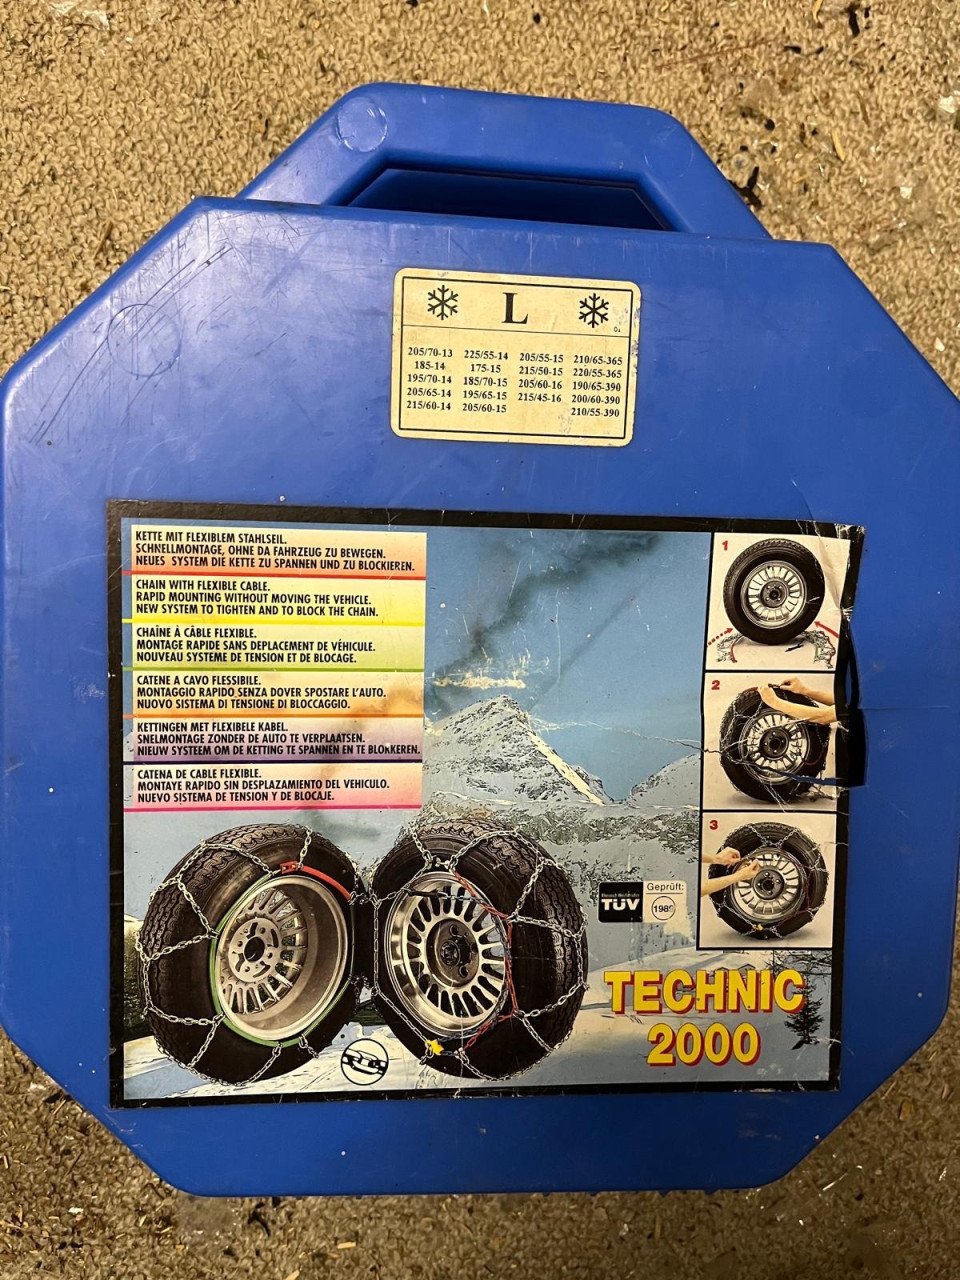 L
205/70-13 225/55-14 205/55-15 210/65-365
185-14 175-15 215/50-15 220/55-365
195/70-14 185/70-15 205/60-16 190/65-390
205/65-14 195/65-15 215/45-16 200/60-390
215/60-14 205/60-15 210/55-390
KETTE MIT FLEXIBLEM STAHLSEIL.
SCHNELLMONTAGE, OHNE DA FAHRZEUG ZU BEWEGEN.
NEUES SYSTEM DIE KETTE ZU SPANNEN UND ZU BLOCKIEREN.
CHAIN WITH FLEXIBLE CABLE.
RAPID MOUNTING WITHOUT MOVING THE VEHICLE.
NEW SYSTEM TO TIGHTEN AND TO BLOCK THE CHAIN.
CHAÎNE À CÂBLE FLEXIBLE.
MONTAGE RAPIDE SANS DEPLACEMENT DE VÉHICULE.
NOUVEAU SYSTEME DE TENSION ET DE BLOCAGE.
CATENE A CAVO FLESSIBILE.
MONTAGGIO RAPIDO SENZA DOVER SPOSTARE L'AUTO.
NUOVO SISTEMA DI TENSIONE DI BLOCCAGGIO.
KETTINGEN MET FLEXIBELE KABEL.
SNELMONTAGE ZONDER DE AUTO TE VERPLAATSEN.
NIEUW SYSTEEM OM DE KETTING TE SPANNEN EN TE BLOKKEREN.
CATENA DE CABLE FLEXIBLE.
MONTAYE RAPIDO SIN DESPLAZAMIENTO DEL VEHICULO.
NUEVO SISTEMA DE TENSION Y DE BLOCAJE.
1
2
3
TÜV
Geprüft:
1989
TECHNIC
2000